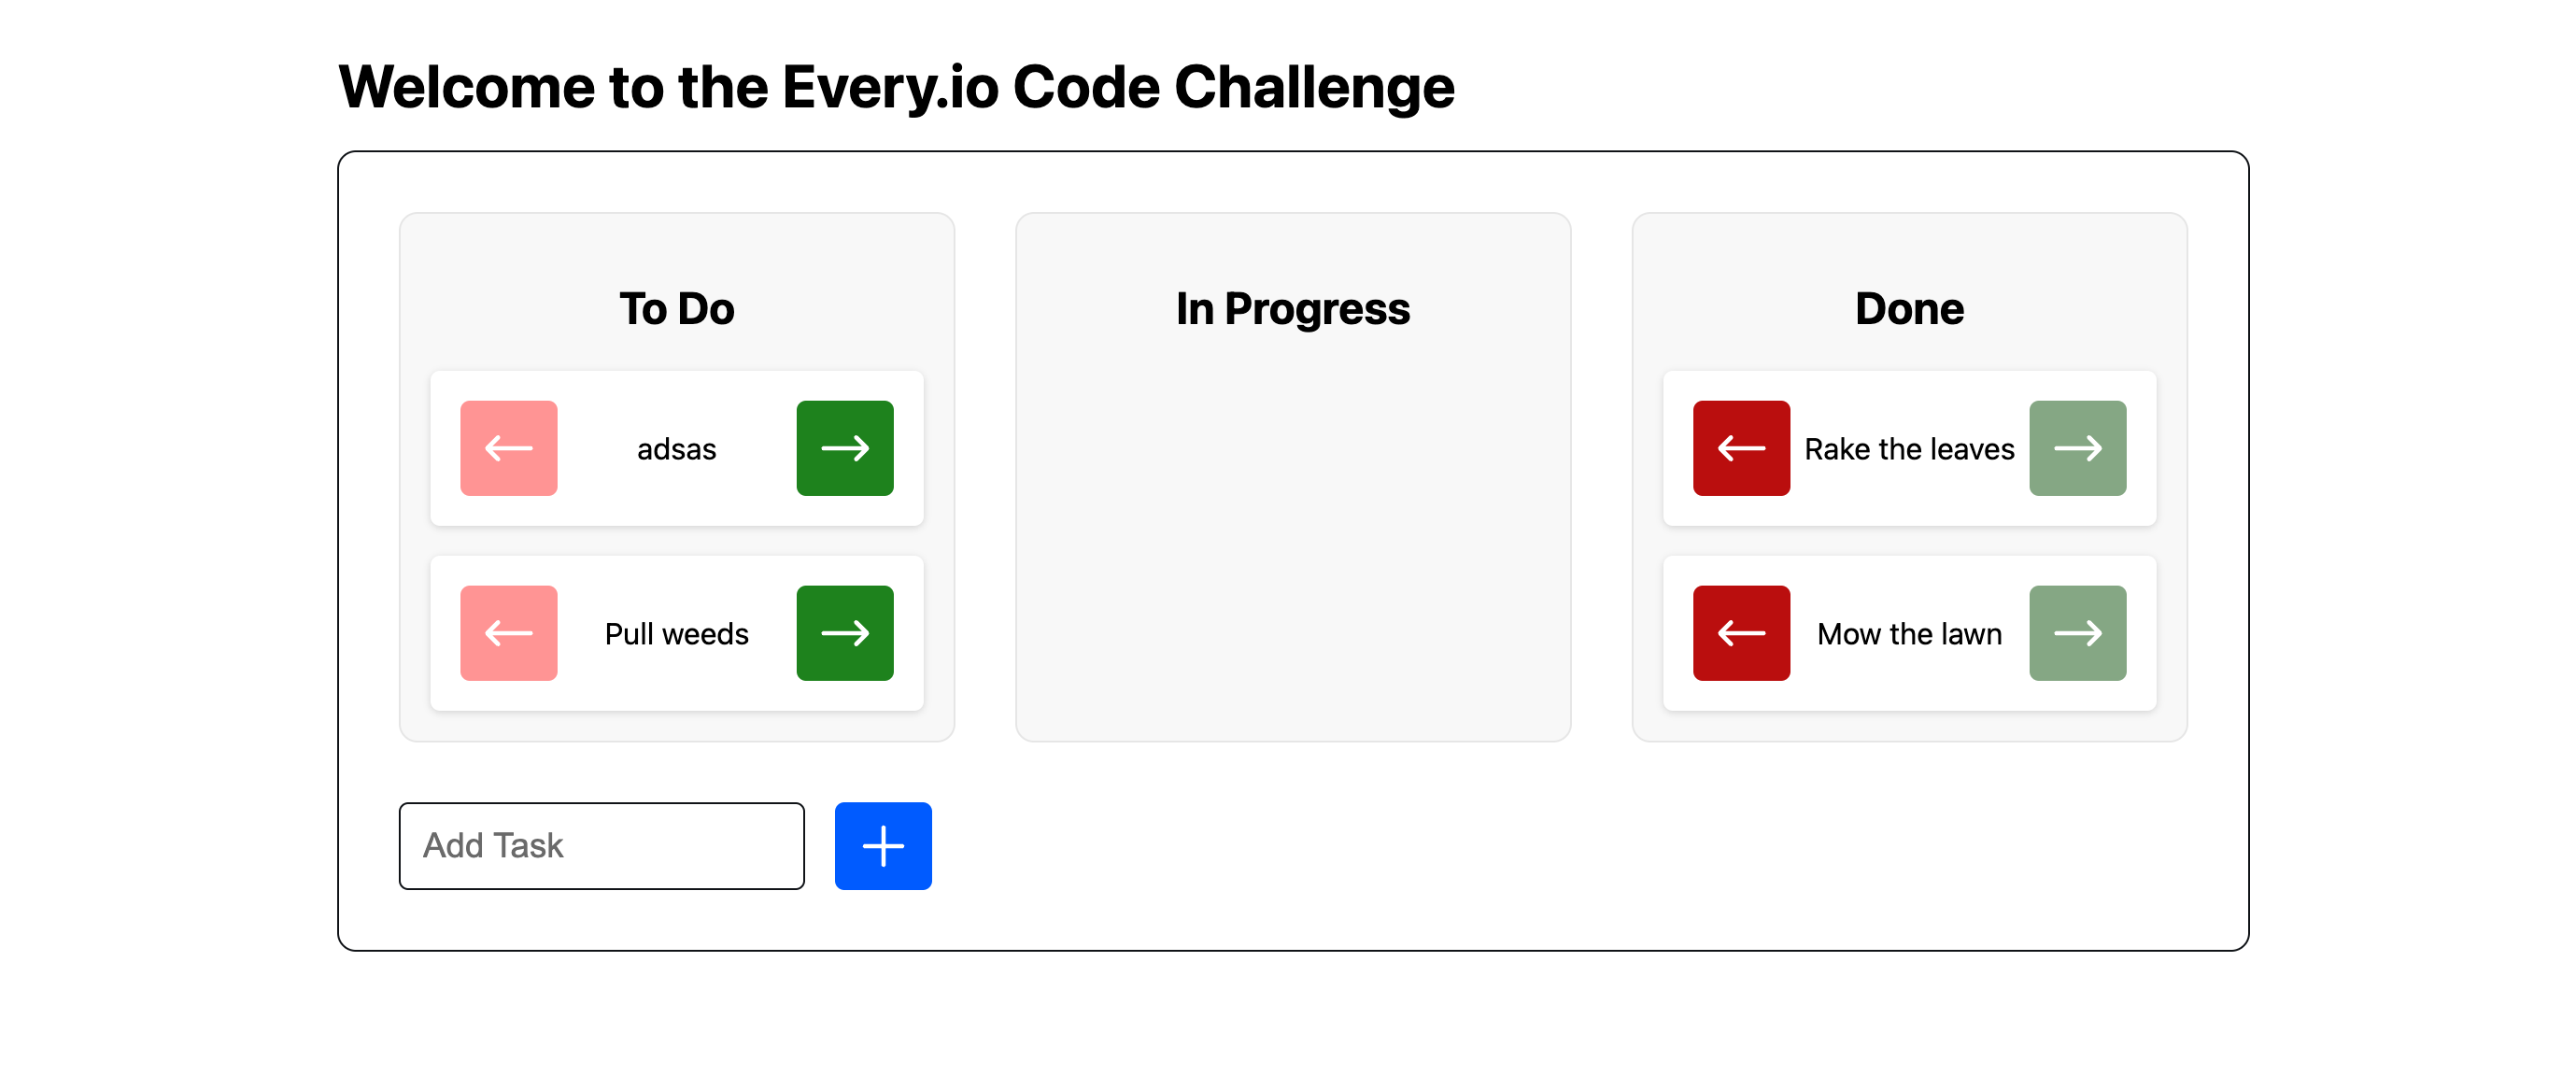 Welcome to the Every.io Code Challenge
To Do
adsas
Pull weeds
In Progress
Done
Rake the leaves
Mow the lawn
Add Task